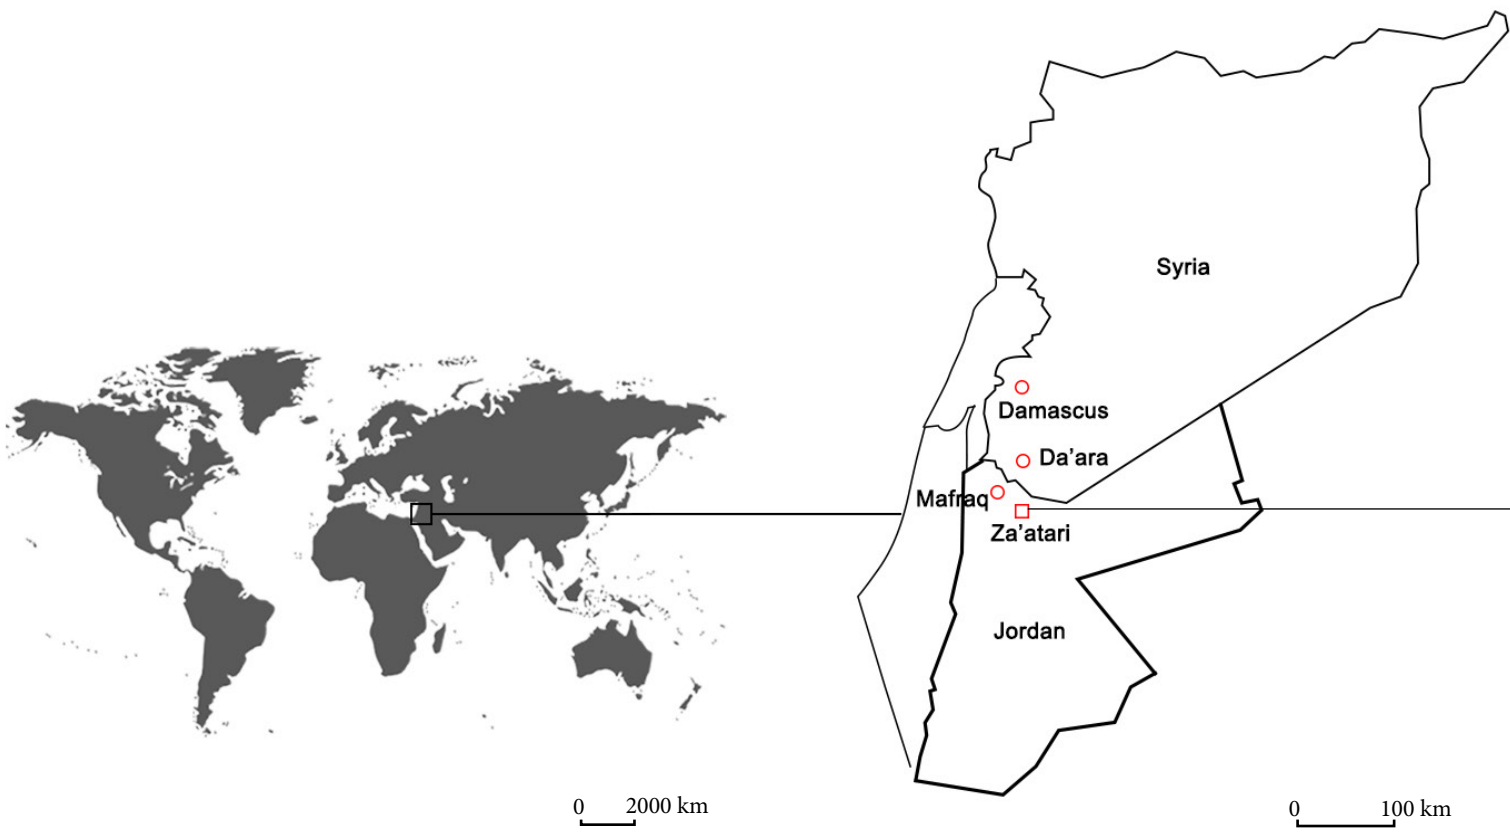 Syria
Damascus
Da'ara
Mafraq
Za'atari
Jordan
0 2000 km
0 100 km